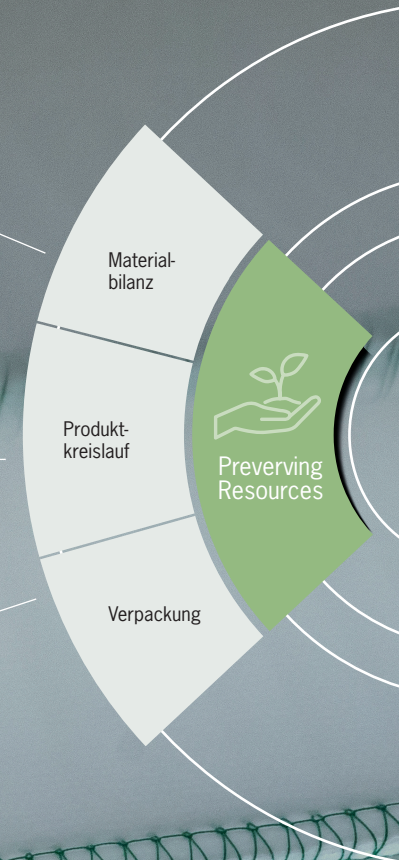 Material-
bilanz
Produkt-
kreislauf
Preverving
Resources
Verpackung